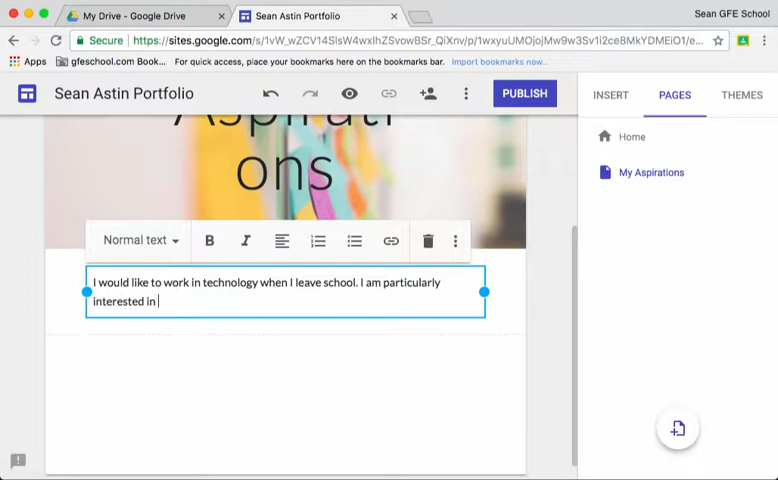 My Drive - Google Drive
Sean Astin Portfolio
Sean GFE School
Secure
https://sites.google.com/s/1vW_wZCV14SIsW4wxIhZSvowBSr_QiXnv/p/1wxyuUMOjojMw9w3Sv1i2ce8MkYDMEiO1/e...
Apps
gfeschool.com Book...
For quick access, place your bookmarks here on the bookmarks bar.
Import bookmarks now...
Sean Astin Portfolio
PUBLISH
INSERT
PAGES
THEMES
Home
My Aspirations
Aspirati
ons
Normal text
B
I
I would like to work in technology when I leave school. I am particularly
interested in